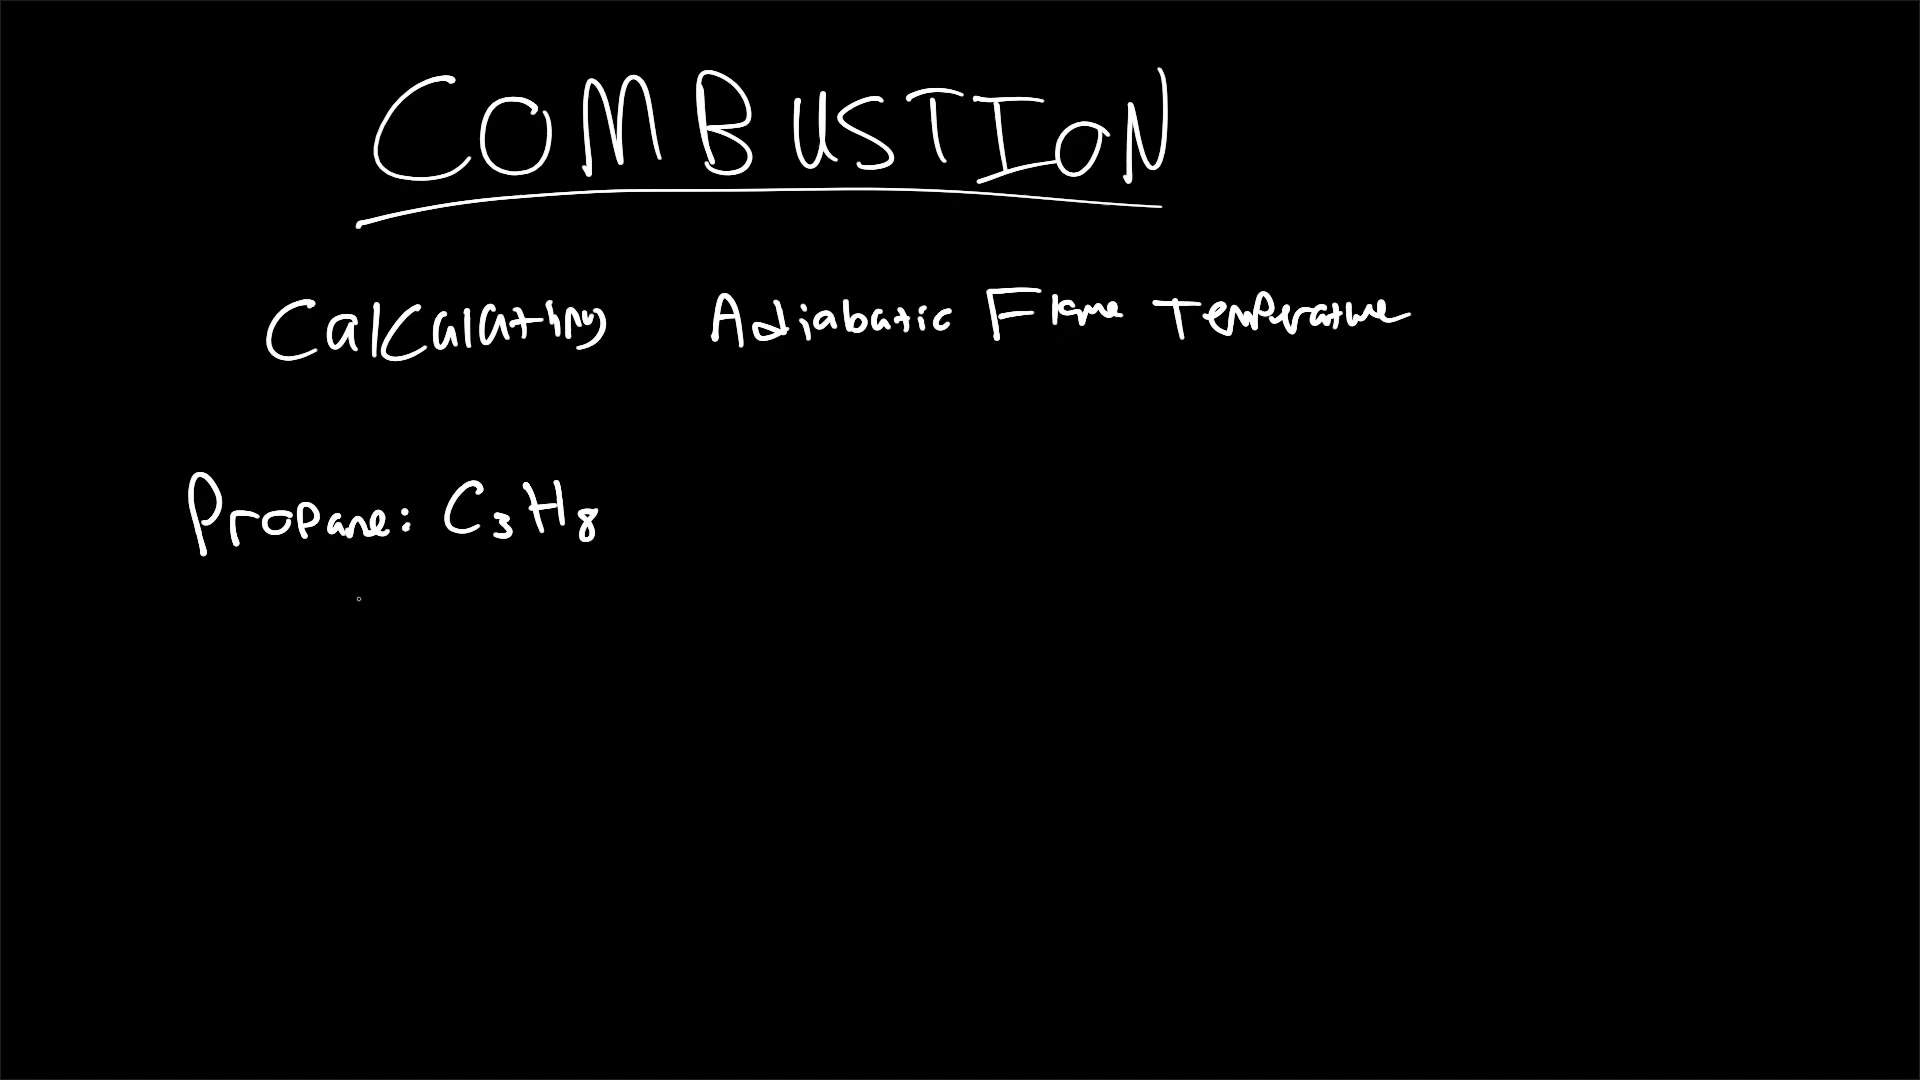 COMBUSTION
Calculating Adiabatic Flame Temperature
Propane: C₃H₈